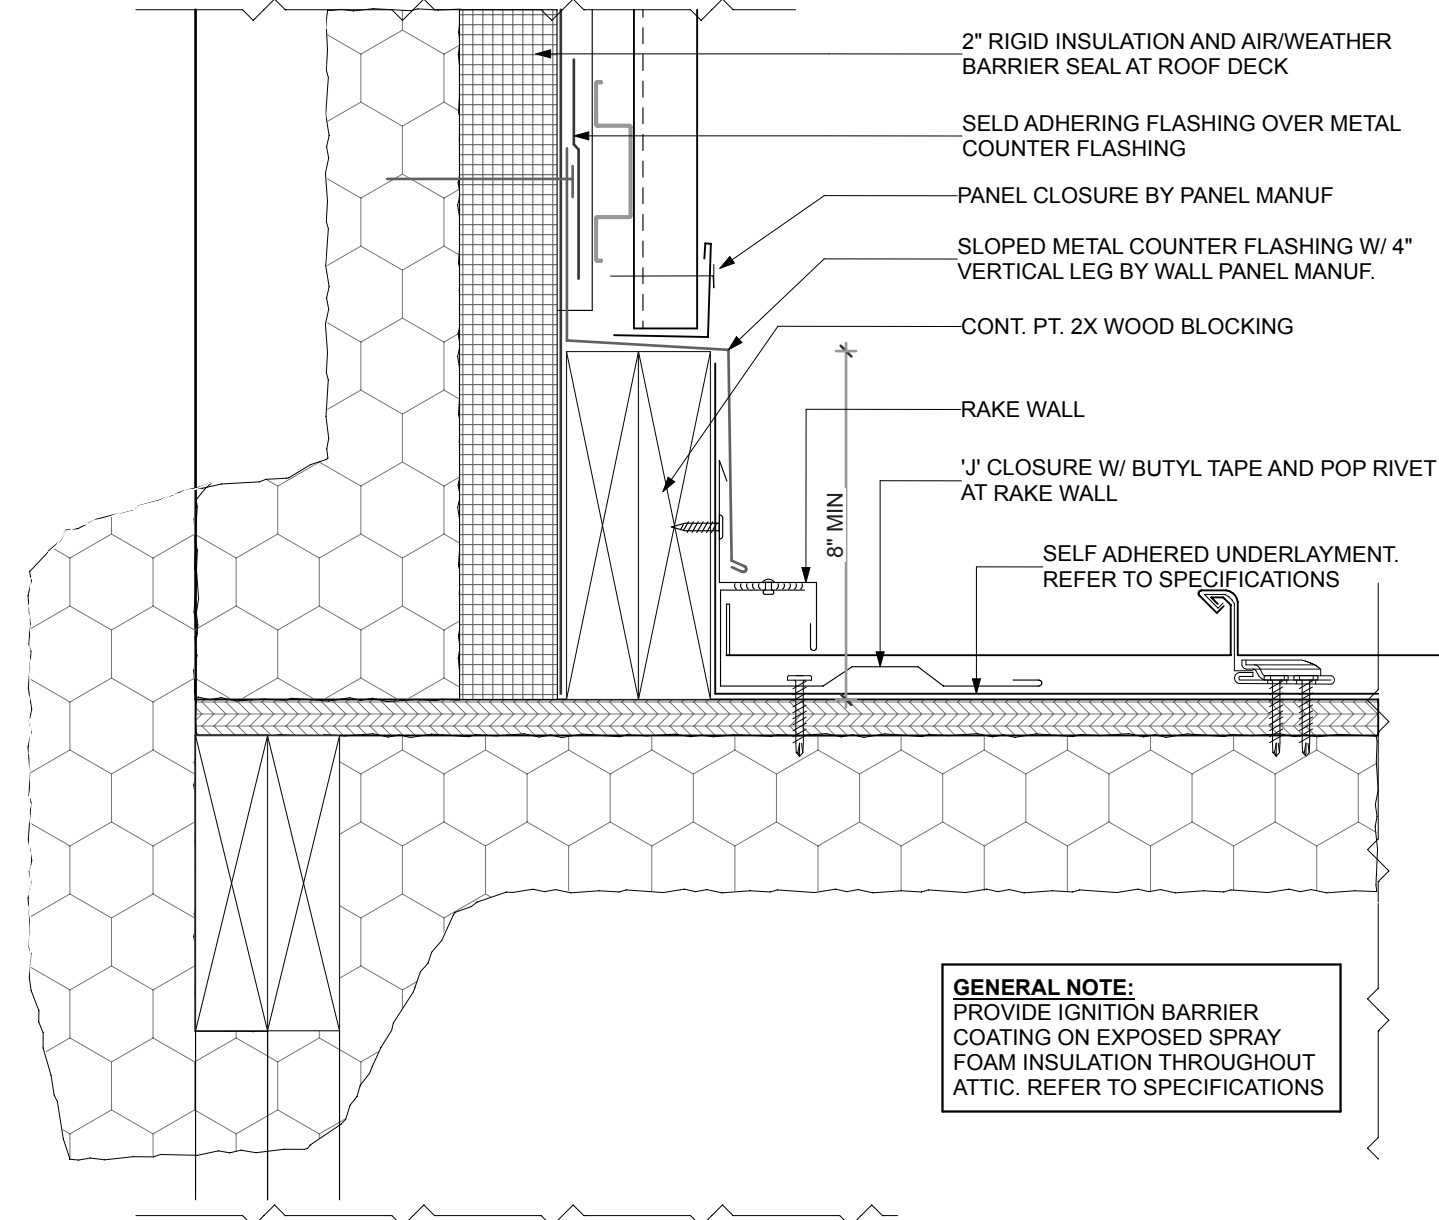 2" RIGID INSULATION AND AIR/WEATHER
BARRIER SEAL AT ROOF DECK
SELD ADHERING FLASHING OVER METAL
COUNTER FLASHING
PANEL CLOSURE BY PANEL MANUF
SLOPED METAL COUNTER FLASHING W/ 4"
VERTICAL LEG BY WALL PANEL MANUF.
CONT. PT. 2X WOOD BLOCKING
RAKE WALL
'J' CLOSURE W/ BUTYL TAPE AND POP RIVET
AT RAKE WALL
8" MIN
SELF ADHERED UNDERLAYMENT.
REFER TO SPECIFICATIONS
GENERAL NOTE:
PROVIDE IGNITION BARRIER
COATING ON EXPOSED SPRAY
FOAM INSULATION THROUGHOUT
ATTIC. REFER TO SPECIFICATIONS